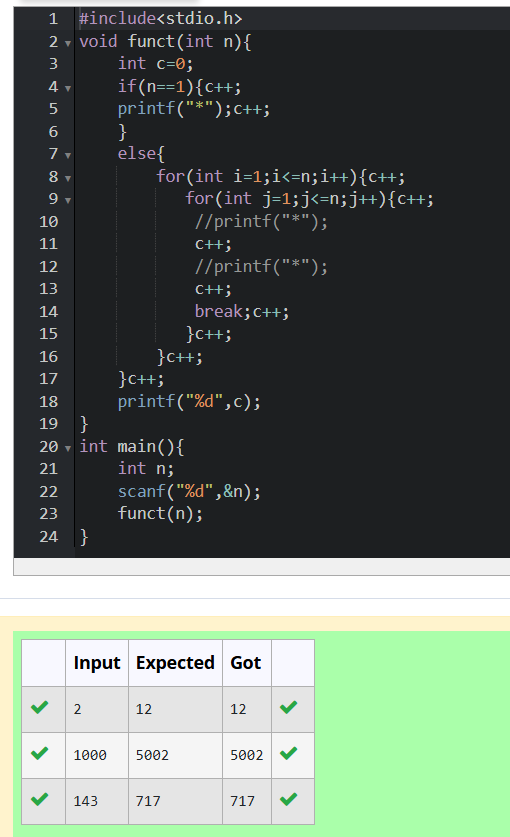 1 #include<stdio.h>
2 void funct(int n){
3 int c=0;
4 if(n==1){c++;
5 printf("*");c++;
6 }
7 else{
8 for(int i=1;i<=n;i++){c++;
9 for(int j=1;j<=n;j++){c++;
10 //printf("*");
11 c++;
12 //printf("*");
13 c++;
14 break;c++;
15 }c++;
16 }c++;
17 }c++;
18 printf("%d",c);
19 }
20 int main(){
21 int n;
22 scanf("%d",&n);
23 funct(n);
24 }
Input Expected Got
2 12 12
1000 5002 5002
143 717 717